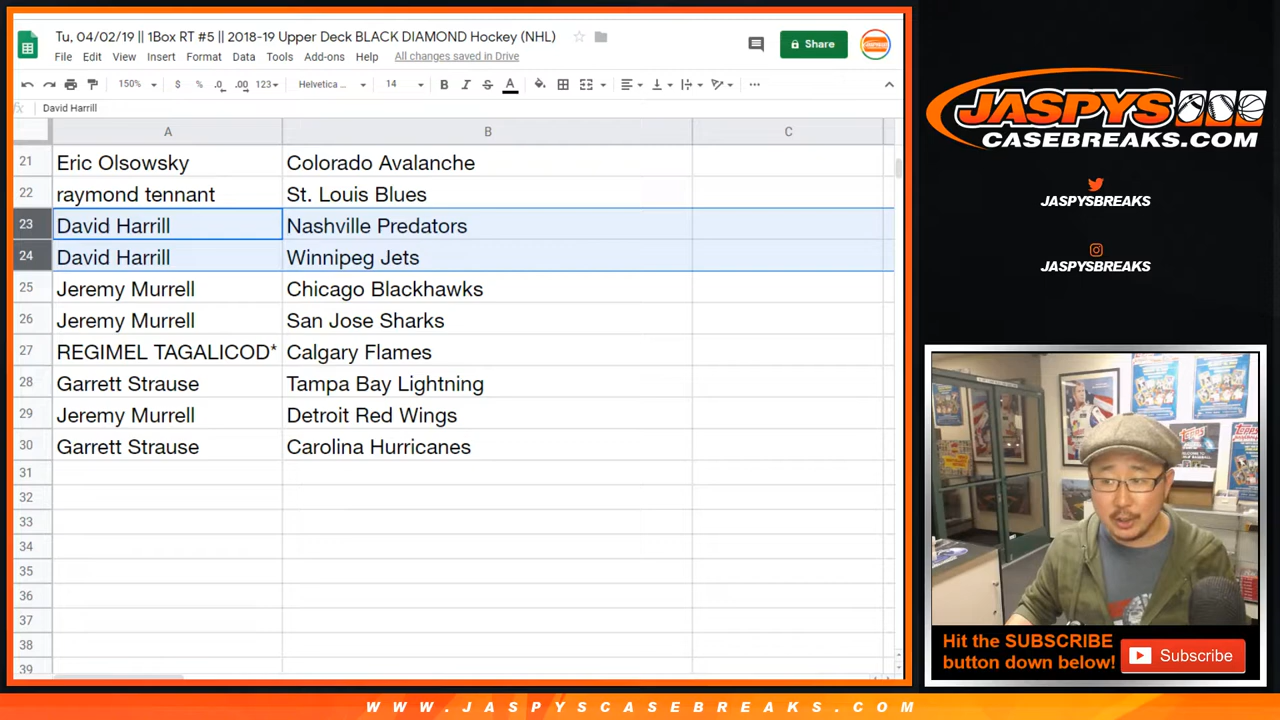 Tu, 04/02/19 || 1Box RT #5 || 2018-19 Upper Deck BLACK DIAMOND Hockey (NHL)
File Edit View Insert Format Data Tools Add-ons Help All changes saved in Drive
Share
150% $ % .0 .00 123 Helvetica ... 14 B I S A
fx David Harrill
A B C
21 Eric Olsowsky Colorado Avalanche
22 raymond tennant St. Louis Blues
23 David Harrill Nashville Predators
24 David Harrill Winnipeg Jets
25 Jeremy Murrell Chicago Blackhawks
26 Jeremy Murrell San Jose Sharks
27 REGIMEL TAGALICOD* Calgary Flames
28 Garrett Strause Tampa Bay Lightning
29 Jeremy Murrell Detroit Red Wings
30 Garrett Strause Carolina Hurricanes
31
32
33
34
35
36
37
38
39
JASPYS
CASEBREAKS.COM
JASPYSBREAKS
JASPYSBREAKS
topps
Hit the SUBSCRIBE
button down below!
Subscribe
WWW.JASPYSCASEBREAKS.COM